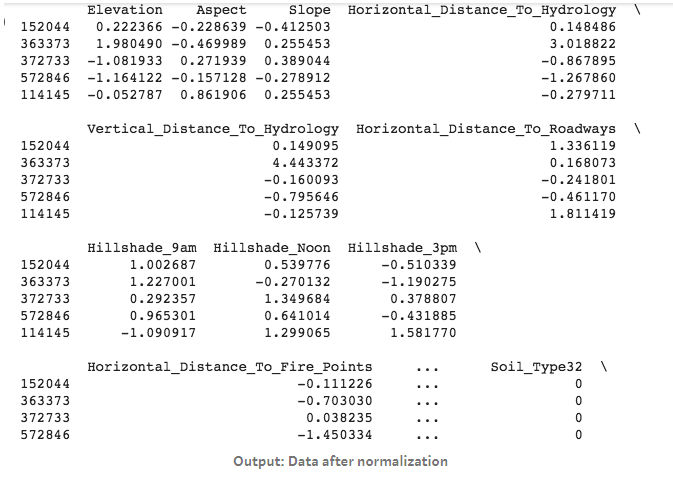 Elevation Aspect Slope Horizontal_Distance_To_Hydrology \
152044 0.222366 -0.228639 -0.412503 0.148486
363373 1.980490 -0.469989 0.255453 3.018822
372733 -1.081933 0.271939 0.389044 -0.867895
572846 -1.164122 -0.157128 -0.278912 -1.267860
114145 -0.052787 0.861906 0.255453 -0.279711
Vertical_Distance_To_Hydrology Horizontal_Distance_To_Roadways \
152044 0.149095 1.336119
363373 4.443372 0.168073
372733 -0.160093 -0.241801
572846 -0.795646 -0.461170
114145 -0.125739 1.811419
Hillshade_9am Hillshade_Noon Hillshade_3pm \
152044 1.002687 0.539776 -0.510339
363373 1.227001 -0.270132 -1.190275
372733 0.292357 1.349684 0.378807
572846 0.965301 0.641014 -0.431885
114145 -1.090917 1.299065 1.581770
Horizontal_Distance_To_Fire_Points ... Soil_Type32 \
152044 -0.111226 ... 0
363373 -0.703030 ... 0
372733 0.038235 ... 0
572846 -1.450334 ... 0
Output: Data after normalization